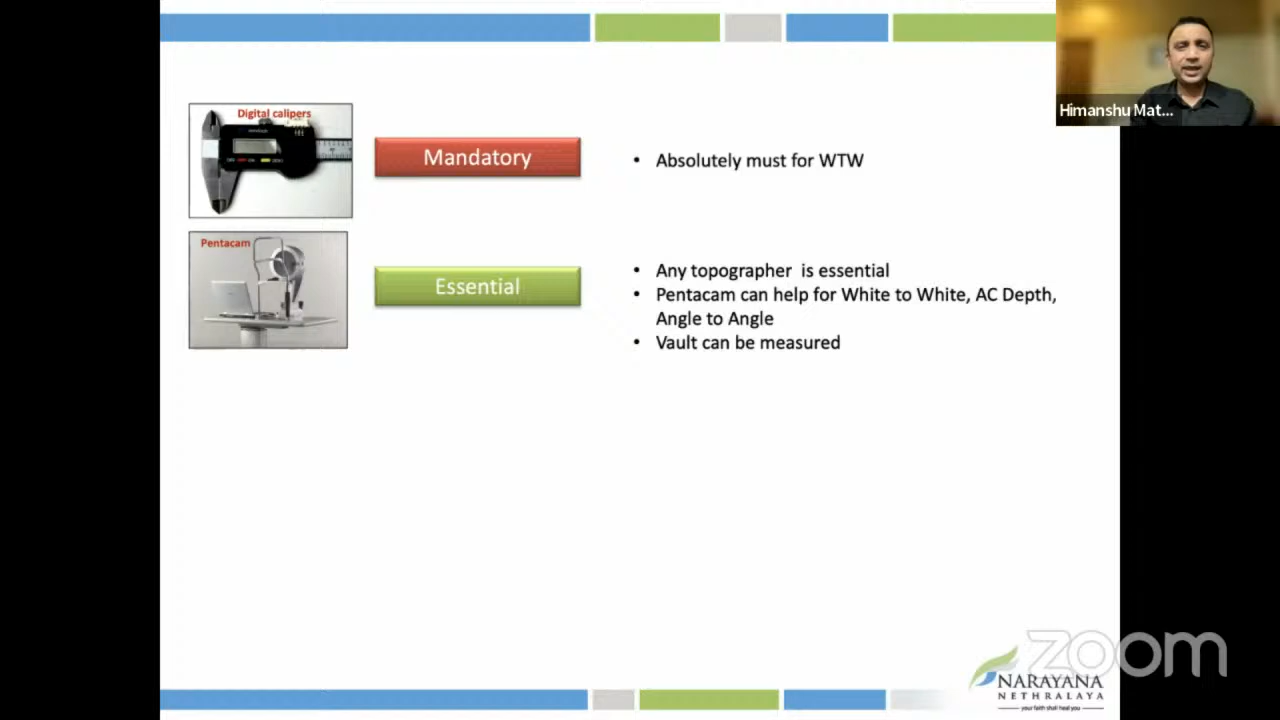 Himanshu Mat...
Digital calipers
Mandatory
• Absolutely must for WTW
Pentacam
Essential
• Any topographer is essential
• Pentacam can help for White to White, AC Depth,
Angle to Angle
• Vault can be measured
zoom
NARAYANA
NETHRALAYA
your faith shall heal you